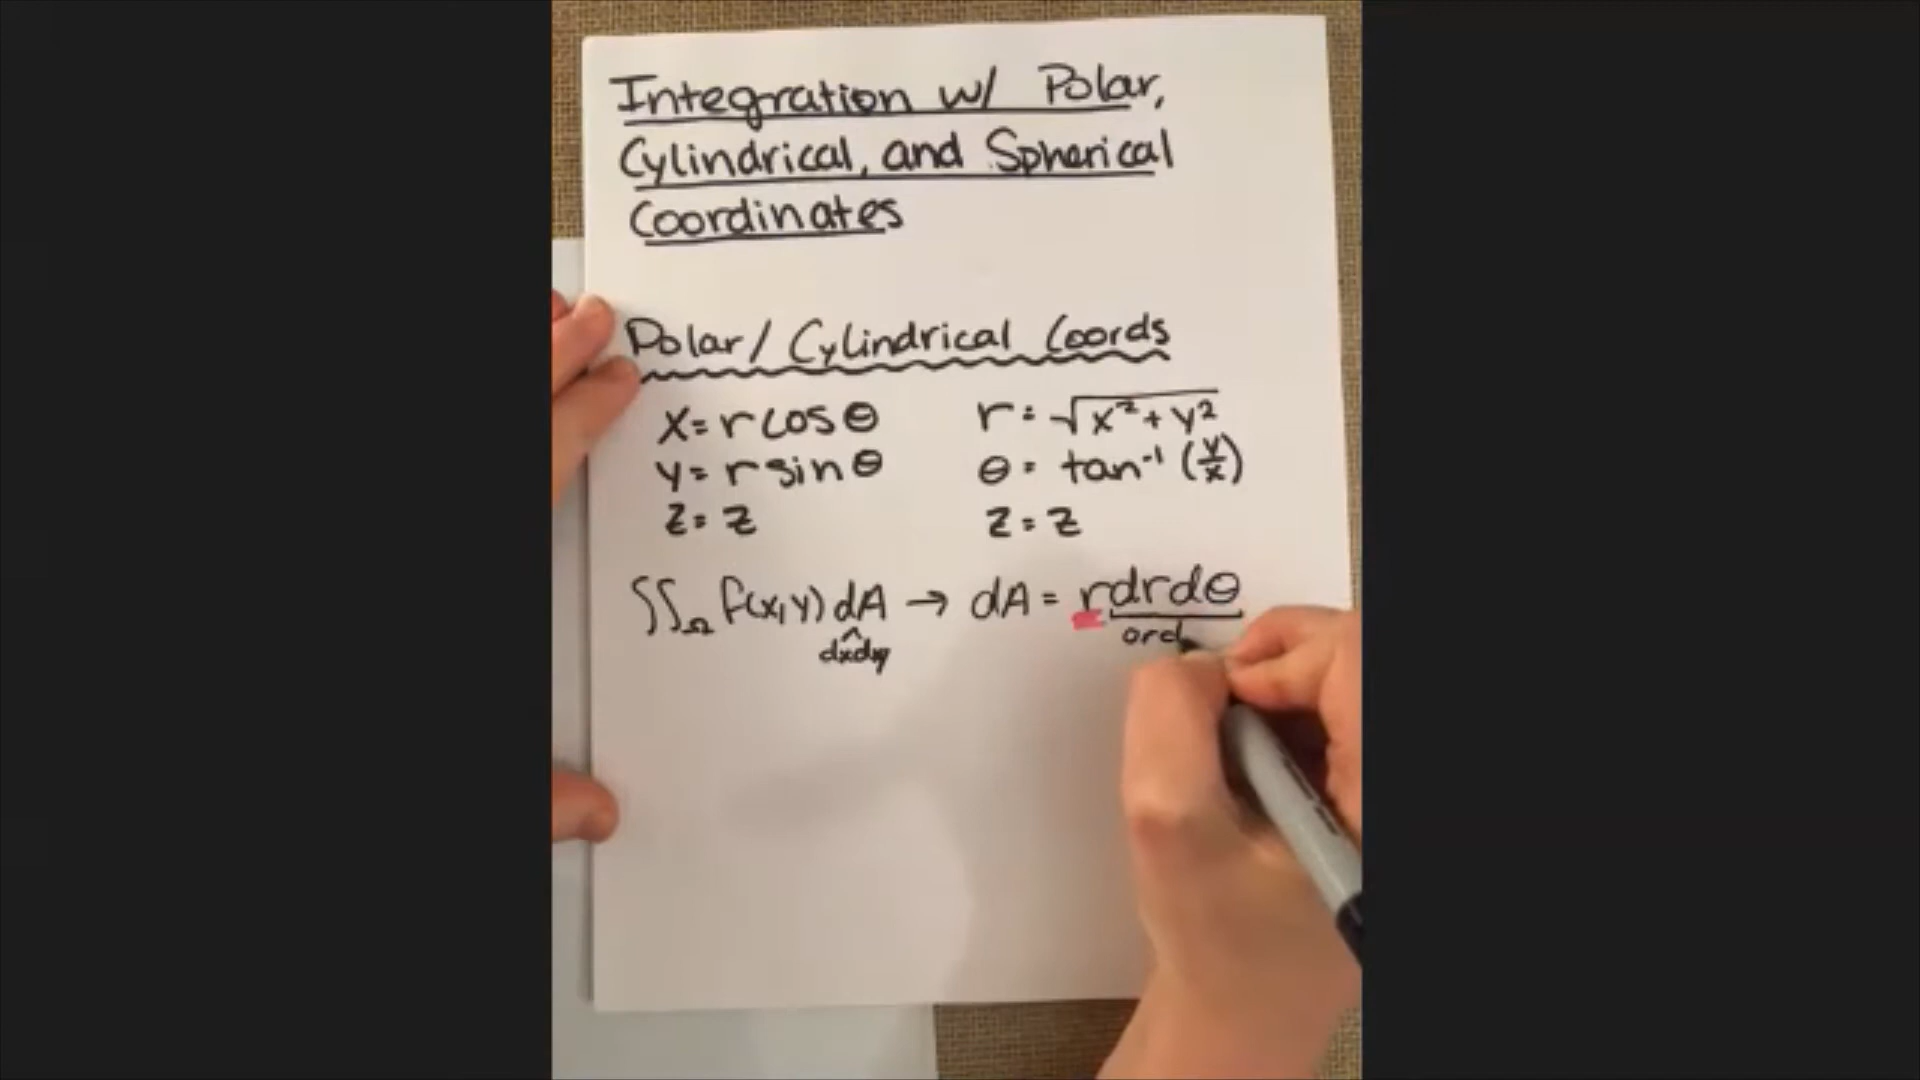 Integration w/ Polar,
Cylindrical, and Spherical
Coordinates
Polar/Cylindrical Coords
x = r cos θ
y = r sin θ
z = z
r = √x² + y²
θ = tan⁻¹ (y/x)
z = z
∫∫Ω f(x,y) dA → dA = r dr dθ
dxdy
ord